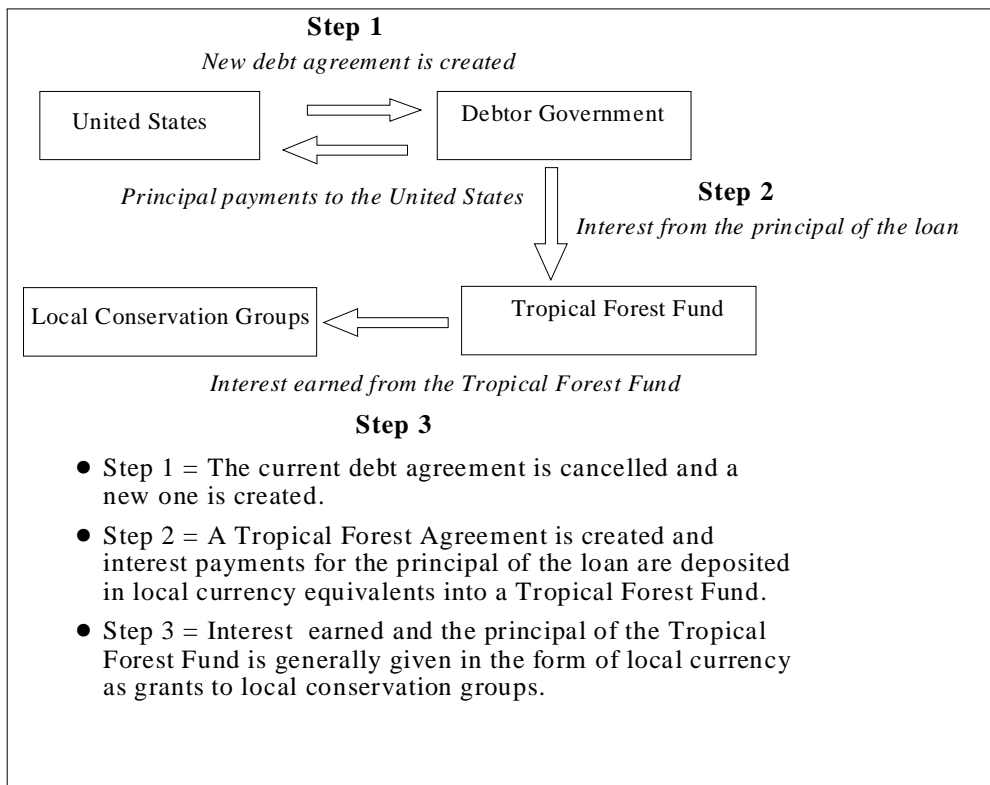 Step 1
New debt agreement is created
United States
Debtor Government
Principal payments to the United States
Step 2
Interest from the principal of the loan
Local Conservation Groups
Tropical Forest Fund
Interest earned from the Tropical Forest Fund
Step 3
● Step 1 = The current debt agreement is cancelled and a
new one is created.
● Step 2 = A Tropical Forest Agreement is created and
interest payments for the principal of the loan are deposited
in local currency equivalents into a Tropical Forest Fund.
● Step 3 = Interest earned and the principal of the Tropical
Forest Fund is generally given in the form of local currency
as grants to local conservation groups.